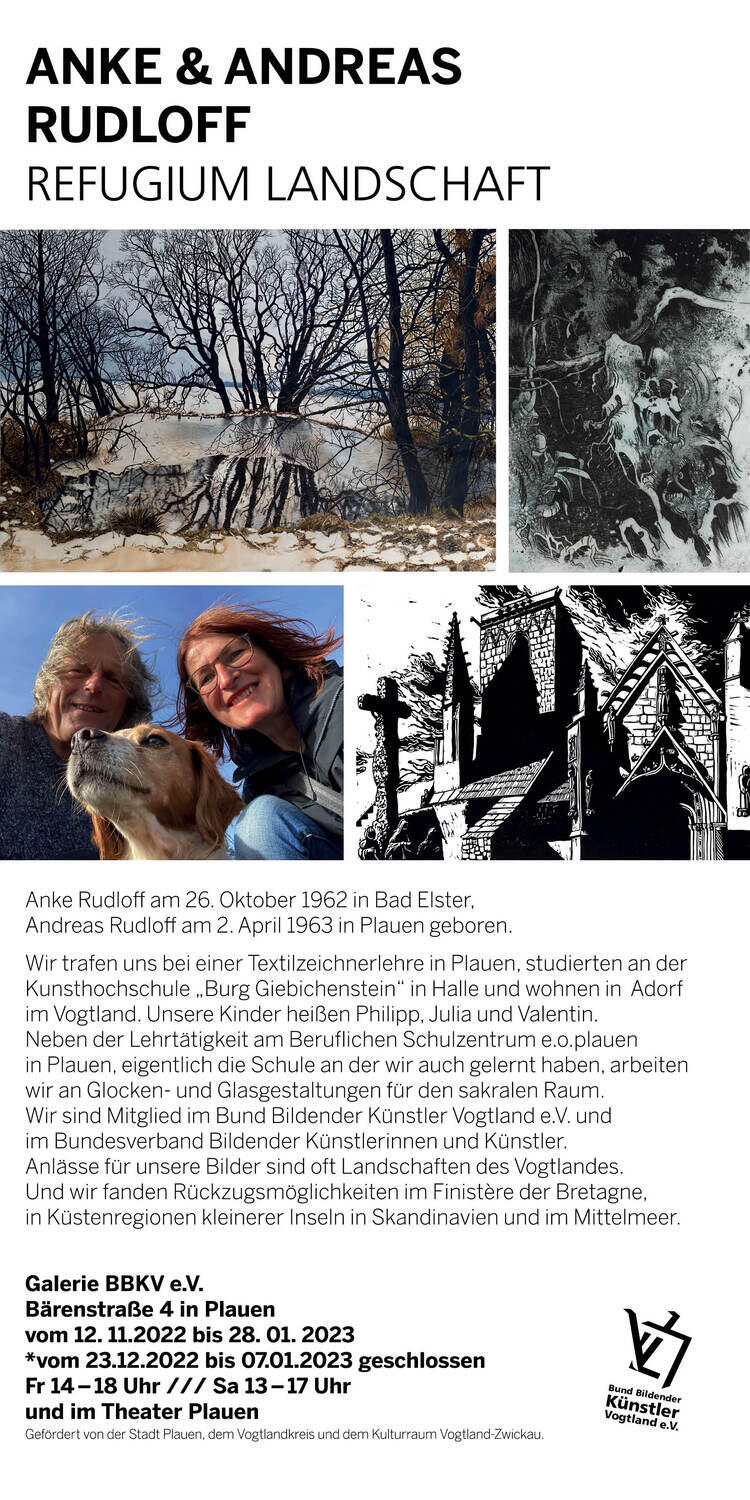 ANKE & ANDREAS
RUDLOFF
REFUGIUM LANDSCHAFT
Anke Rudloff am 26. Oktober 1962 in Bad Elster,
Andreas Rudloff am 2. April 1963 in Plauen geboren.
Wir trafen uns bei einer Textilzeichnerlehre in Plauen, studierten an der
Kunsthochschule „Burg Giebichenstein“ in Halle und wohnen in Adorf
im Vogtland. Unsere Kinder heißen Philipp, Julia und Valentin.
Neben der Lehrtätigkeit am Beruflichen Schulzentrum e.o.plauen
in Plauen, eigentlich die Schule an der wir auch gelernt haben, arbeiten
wir an Glocken- und Glasgestaltungen für den sakralen Raum.
Wir sind Mitglied im Bund Bildender Künstler Vogtland e.V. und
im Bundesverband Bildender Künstlerinnen und Künstler.
Anlässe für unsere Bilder sind oft Landschaften des Vogtlandes.
Und wir fanden Rückzugsmöglichkeiten im Finistère der Bretagne,
in Küstenregionen kleinerer Inseln in Skandinavien und im Mittelmeer.
Galerie BBKV e.V.
Bärenstraße 4 in Plauen
vom 12. 11.2022 bis 28. 01. 2023
*vom 23.12.2022 bis 07.01.2023 geschlossen
Fr 14 – 18 Uhr /// Sa 13 – 17 Uhr
und im Theater Plauen
Gefördert von der Stadt Plauen, dem Vogtlandkreis und dem Kulturraum Vogtland-Zwickau.
Bund Bildender
Künstler
Vogtland e.V.